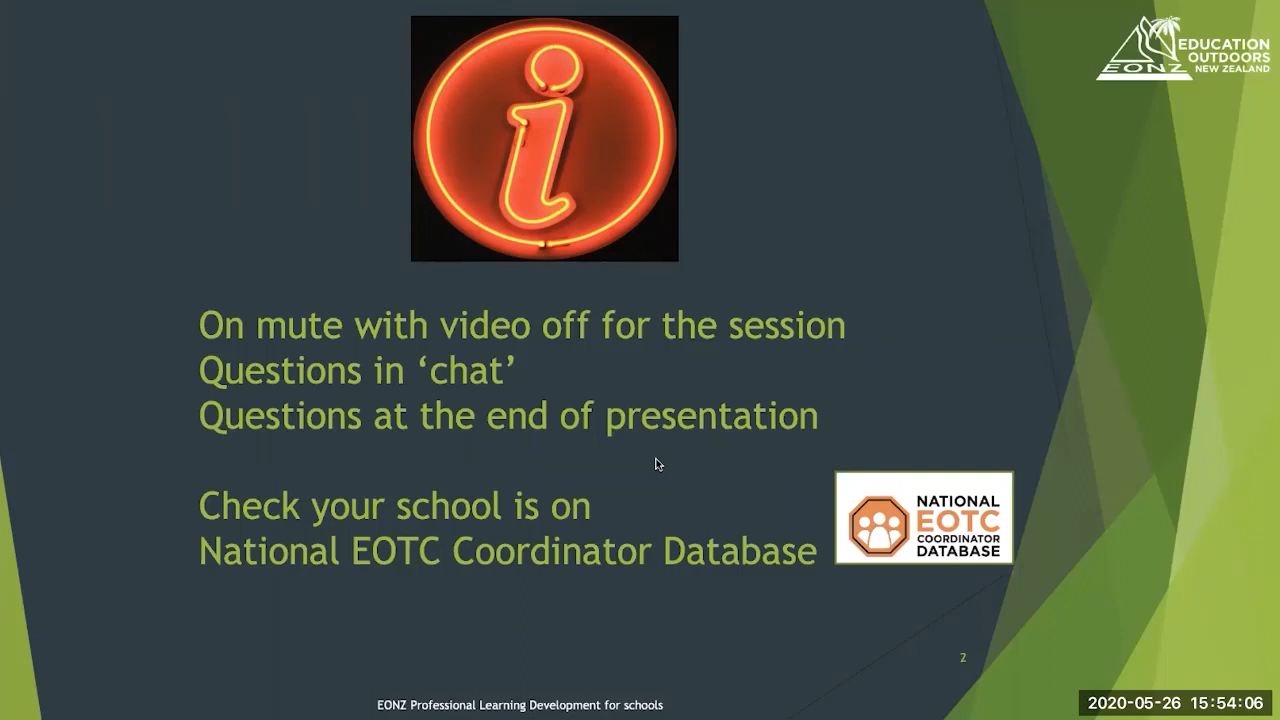 EDUCATION
OUTDOORS
NEW ZEALAND
EONZ
i
On mute with video off for the session
Questions in ‘chat’
Questions at the end of presentation
Check your school is on
National EOTC Coordinator Database
NATIONAL
EOTC
COORDINATOR
DATABASE
2
EONZ Professional Learning Development for schools
2020-05-26 15:54:06